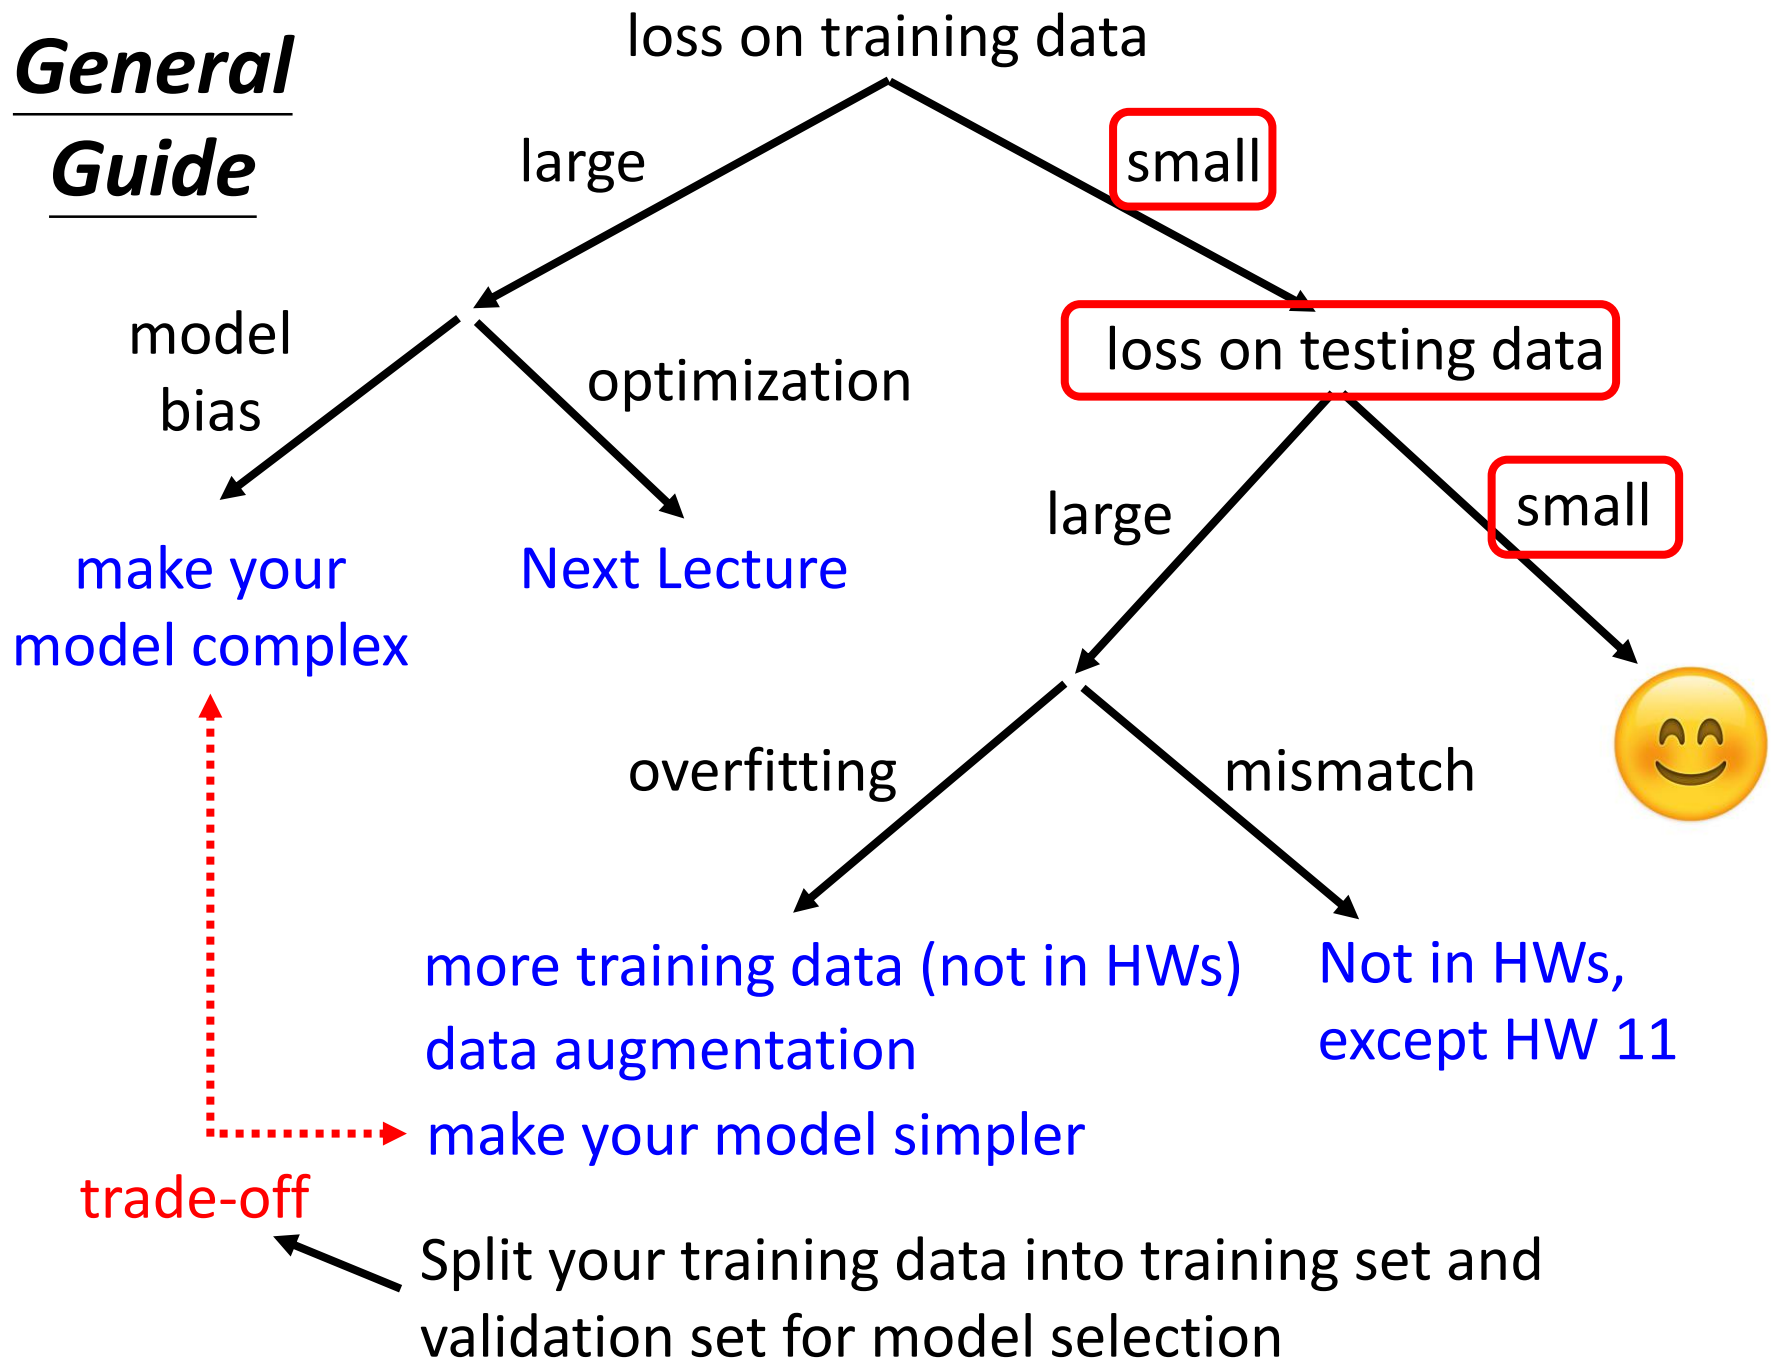 General
Guide
loss on training data
large
small
model
bias
optimization
loss on testing data
make your
model complex
Next Lecture
large
small
overfitting
mismatch
more training data (not in HWs)
data augmentation
make your model simpler
Not in HWs,
except HW 11
trade-off
Split your training data into training set and
validation set for model selection